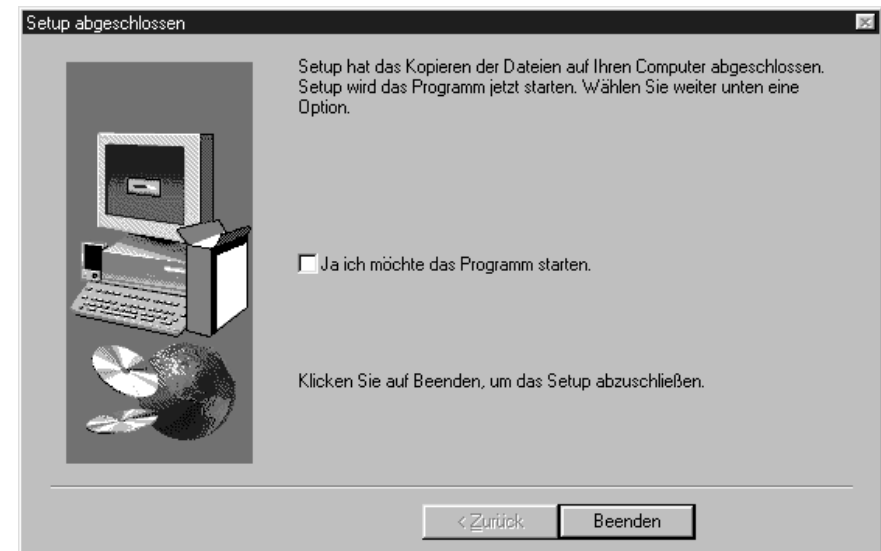 Setup abgeschlossen
Setup hat das Kopieren der Dateien auf Ihren Computer abgeschlossen.
Setup wird das Programm jetzt starten. Wählen Sie weiter unten eine
Option.
Ja ich möchte das Programm starten.
Klicken Sie auf Beenden, um das Setup abzuschließen.
< Zurück
Beenden